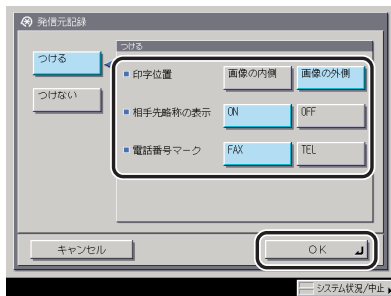 発信元記録
つける
つける
つけない
印字位置 画像の内側 画像の外側
相手先略称の表示 ON OFF
電話番号マーク FAX TEL
キャンセル OK
システム状況/中止